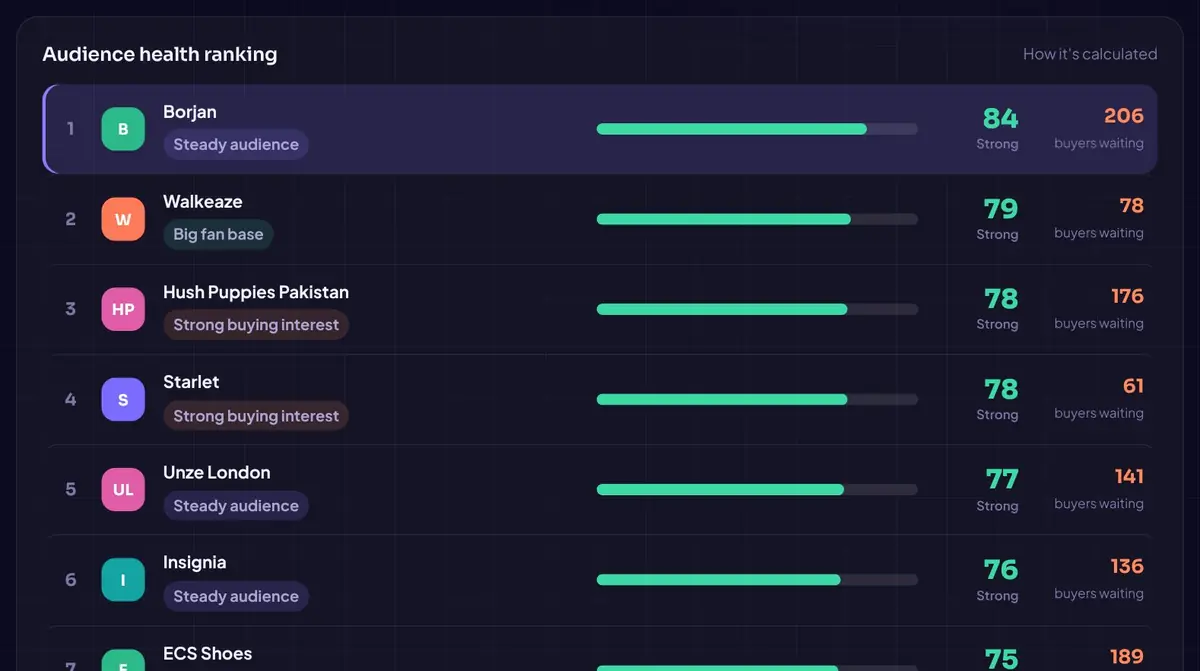 Audience health ranking
How it's calculated
1
B
Borjan
Steady audience
84
Strong
206
buyers waiting
2
W
Walkeaze
Big fan base
79
Strong
78
buyers waiting
3
HP
Hush Puppies Pakistan
Strong buying interest
78
Strong
176
buyers waiting
4
S
Starlet
Strong buying interest
78
Strong
61
buyers waiting
5
UL
Unze London
Steady audience
77
Strong
141
buyers waiting
6
I
Insignia
Steady audience
76
Strong
136
buyers waiting
7
E
ECS Shoes
75
189